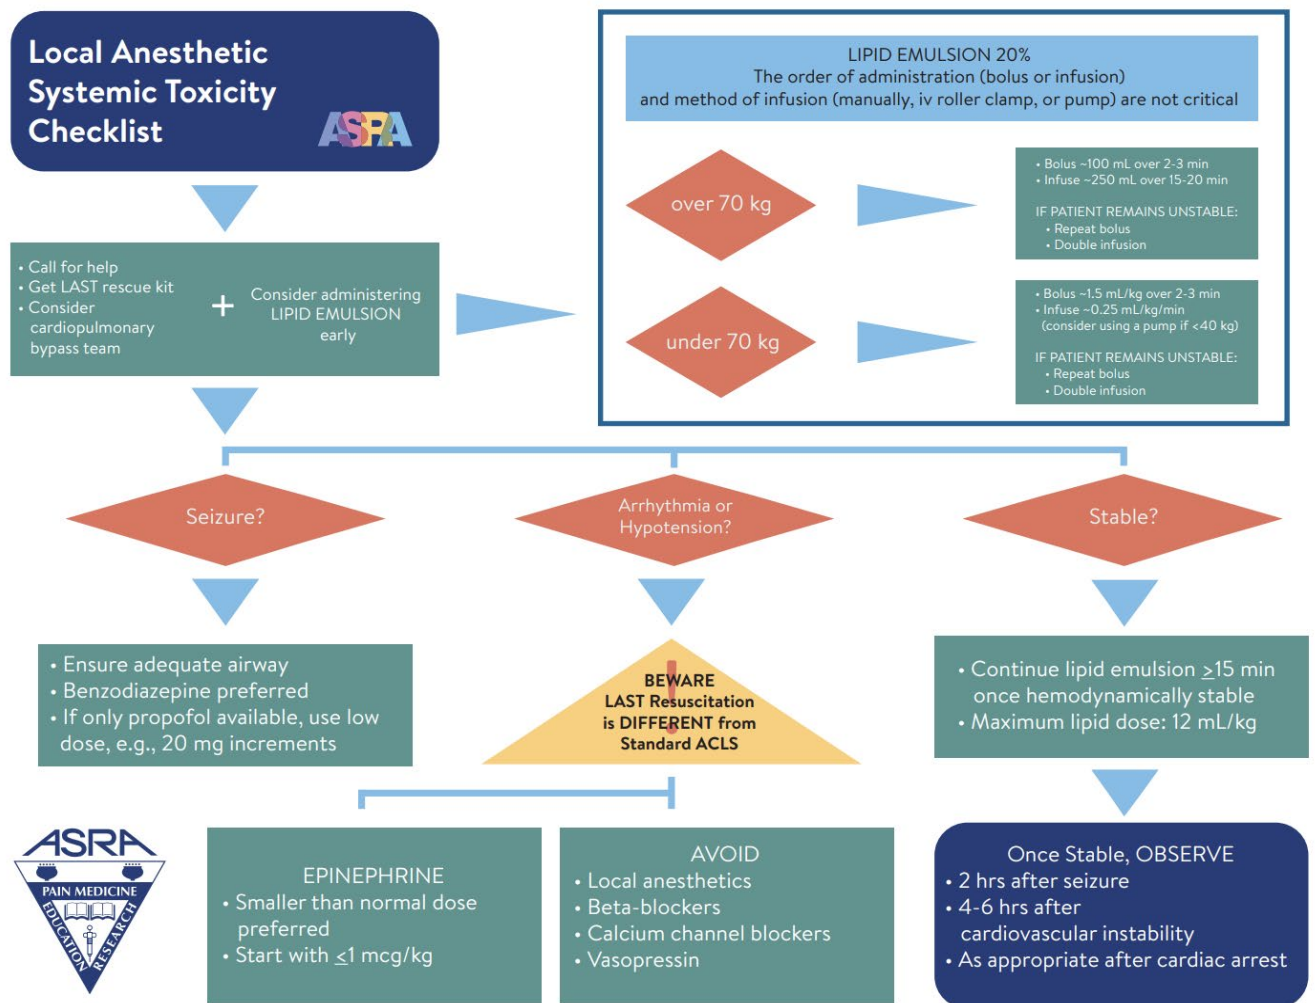 Local Anesthetic
Systemic Toxicity
Checklist
ASRA
• Call for help
• Get LAST rescue kit
• Consider
cardiopulmonary
bypass team
+
Consider administering
LIPID EMULSION
early
LIPID EMULSION 20%
The order of administration (bolus or infusion)
and method of infusion (manually, iv roller clamp, or pump) are not critical
over 70 kg
• Bolus ~100 mL over 2-3 min
• Infuse ~250 mL over 15-20 min
IF PATIENT REMAINS UNSTABLE:
• Repeat bolus
• Double infusion
under 70 kg
• Bolus ~1.5 mL/kg over 2-3 min
• Infuse ~0.25 mL/kg/min
(consider using a pump if <40 kg)
IF PATIENT REMAINS UNSTABLE:
• Repeat bolus
• Double infusion
Seizure?
• Ensure adequate airway
• Benzodiazepine preferred
• If only propofol available, use low
dose, e.g., 20 mg increments
Arrhythmia or
Hypotension?
!
BEWARE
LAST Resuscitation
is DIFFERENT from
Standard ACLS
EPINEPHRINE
• Smaller than normal dose
preferred
• Start with ≤1 mcg/kg
AVOID
• Local anesthetics
• Beta-blockers
• Calcium channel blockers
• Vasopressin
Stable?
• Continue lipid emulsion ≥15 min
once hemodynamically stable
• Maximum lipid dose: 12 mL/kg
Once Stable, OBSERVE
• 2 hrs after seizure
• 4-6 hrs after
cardiovascular instability
• As appropriate after cardiac arrest
ASRA
PAIN MEDICINE
EDUCATION
RESEARCH